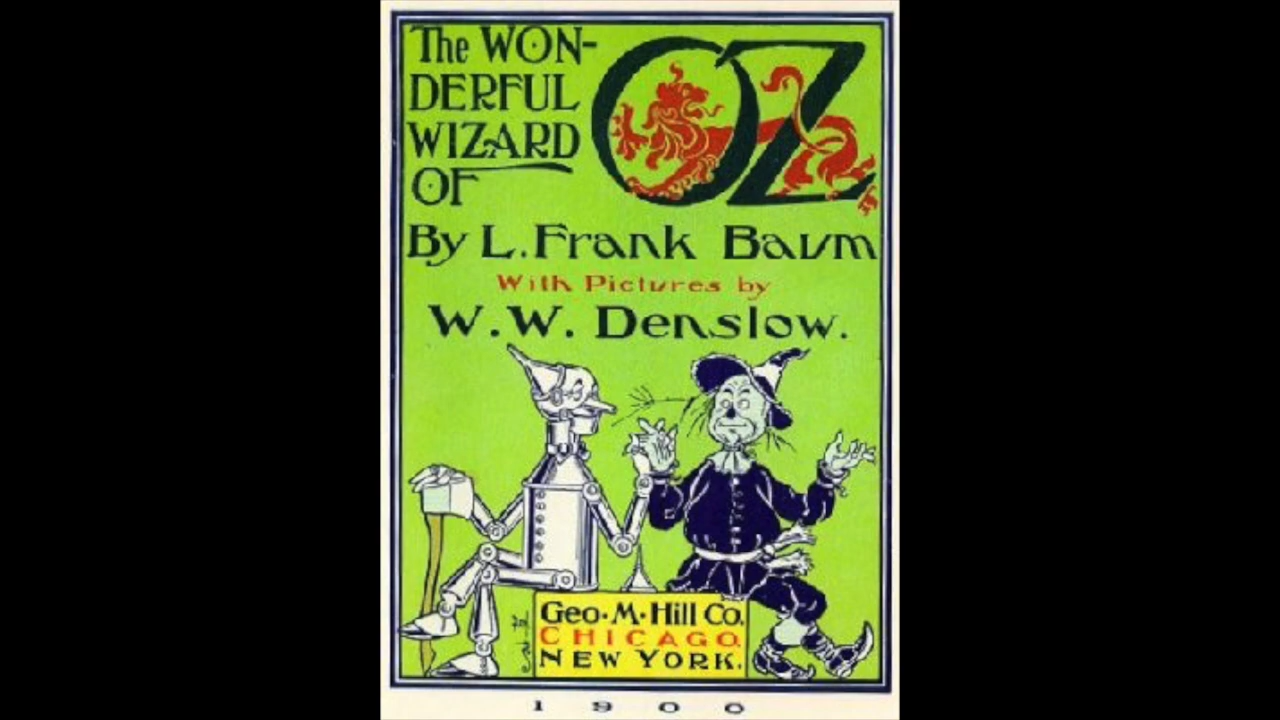 The WON-
DERFUL
WIZARD
OF
OZ
By L. Frank Baum
With Pictures by
W. W. Denslow.
Geo. M. Hill Co.
CHICAGO.
NEW YORK.
1900